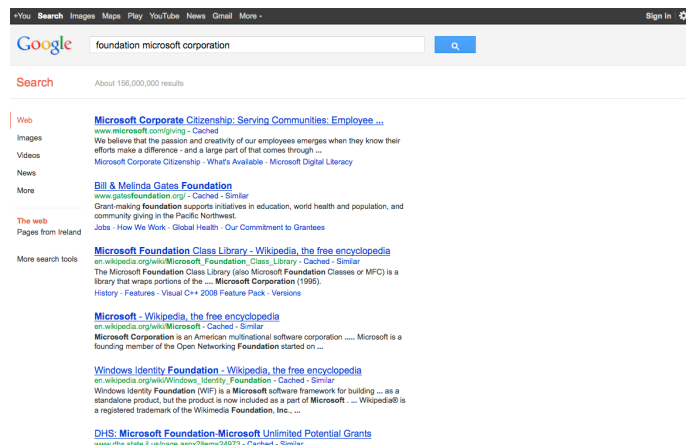 +You Search Images Maps Play YouTube News Gmail More
Sign in
Google
foundation microsoft corporation
Search
About 156,000,000 results
Web
Images
Videos
News
More
The web
Pages from Ireland
More search tools
Microsoft Corporate Citizenship: Serving Communities: Employee ...
www.microsoft.com/giving - Cached
We believe that the passion and creativity of our employees emerges when they know their
efforts make a difference - and a large part of that comes through ...
Microsoft Corporate Citizenship - What's Available - Microsoft Digital Literacy
Bill & Melinda Gates Foundation
www.gatesfoundation.org/ - Cached - Similar
Grant-making foundation supports initiatives in education, world health and population, and
community giving in the Pacific Northwest.
Jobs - How We Work - Global Health - Our Commitment to Grantees
Microsoft Foundation Class Library - Wikipedia, the free encyclopedia
en.wikipedia.org/wiki/Microsoft_Foundation_Class_Library - Cached - Similar
The Microsoft Foundation Class Library (also Microsoft Foundation Classes or MFC) is a
library that wraps portions of the .... Microsoft Corporation (1995).
History - Features - Visual C++ 2008 Feature Pack - Versions
Microsoft - Wikipedia, the free encyclopedia
en.wikipedia.org/wiki/Microsoft - Cached - Similar
Microsoft Corporation is an American multinational software corporation ..... Microsoft is a
founding member of the Open Networking Foundation started on ...
Windows Identity Foundation - Wikipedia, the free encyclopedia
en.wikipedia.org/wiki/Windows_Identity_Foundation - Cached - Similar
Windows Identity Foundation (WIF) is a Microsoft software framework for building ... as a
standalone product, but the product is now included as a part of Microsoft . ... Wikipedia® is
a registered trademark of the Wikimedia Foundation, Inc., ...
DHS: Microsoft Foundation-Microsoft Unlimited Potential Grants
www.dhs.state.il.us/page.aspx?item=24973 - Cached - Similar